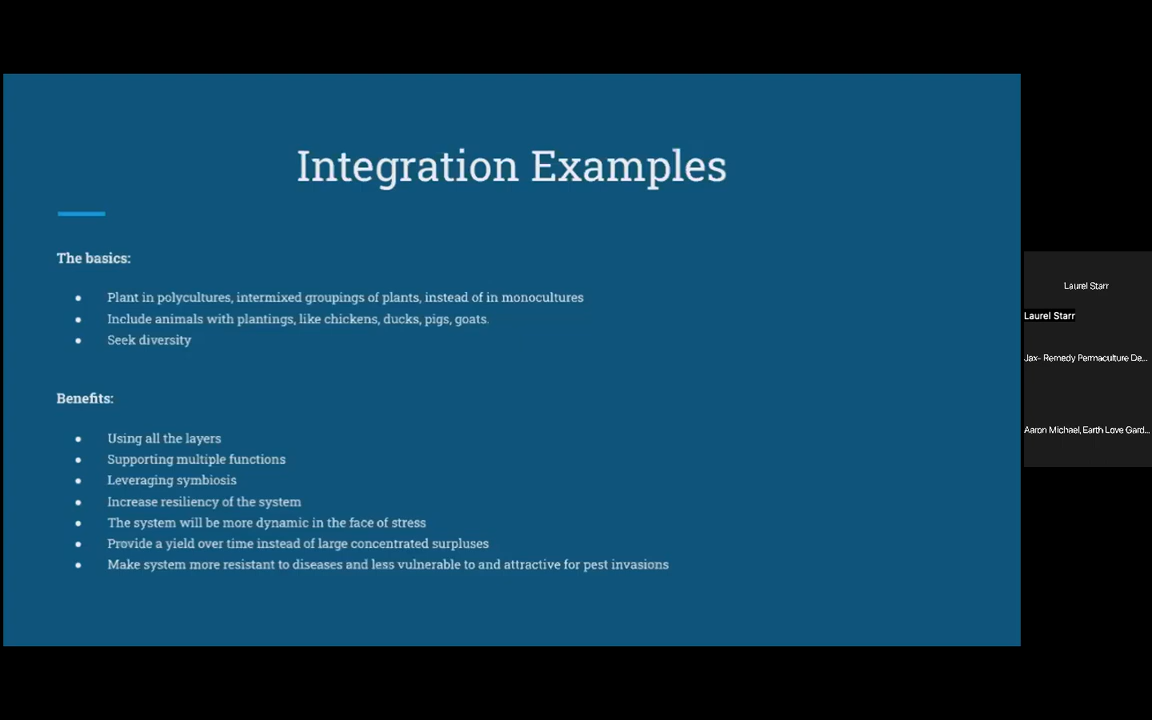 Integration Examples
The basics:
● Plant in polycultures, intermixed groupings of plants, instead of in monocultures
● Include animals with plantings, like chickens, ducks, pigs, goats.
● Seek diversity
Benefits:
● Using all the layers
● Supporting multiple functions
● Leveraging symbiosis
● Increase resiliency of the system
● The system will be more dynamic in the face of stress
● Provide a yield over time instead of large concentrated surpluses
● Make system more resistant to diseases and less vulnerable to and attractive for pest invasions
Laurel Starr
Laurel Starr
Jax- Remedy Permaculture De...
Aaron Michael, Earth Love Gard...